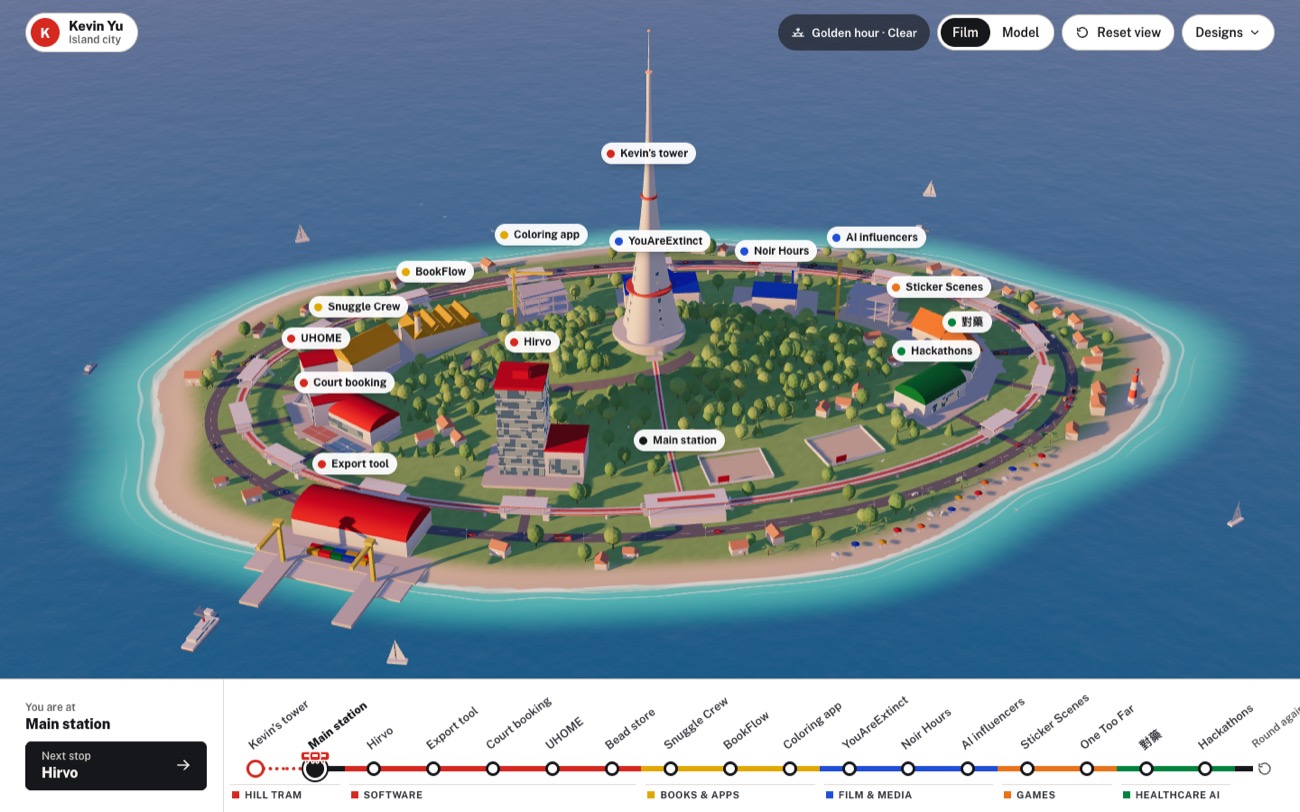 K
Kevin Yu
Island city
Golden hour · Clear
Film
Model
Reset view
Designs
Kevin's tower
Coloring app
YouAreExtinct
Noir Hours
AI influencers
BookFlow
Sticker Scenes
Snuggle Crew
對藥
UHOME
Hirvo
Hackathons
Court booking
Main station
Export tool
You are at
Main station
Next stop
Hirvo
Kevin's tower
Main station
Hirvo
Export tool
Court booking
UHOME
Bead store
Snuggle Crew
BookFlow
Coloring app
YouAreExtinct
Noir Hours
AI influencers
Sticker Scenes
One Too Far
對藥
Hackathons
Round again
HILL TRAM
SOFTWARE
BOOKS & APPS
FILM & MEDIA
GAMES
HEALTHCARE AI